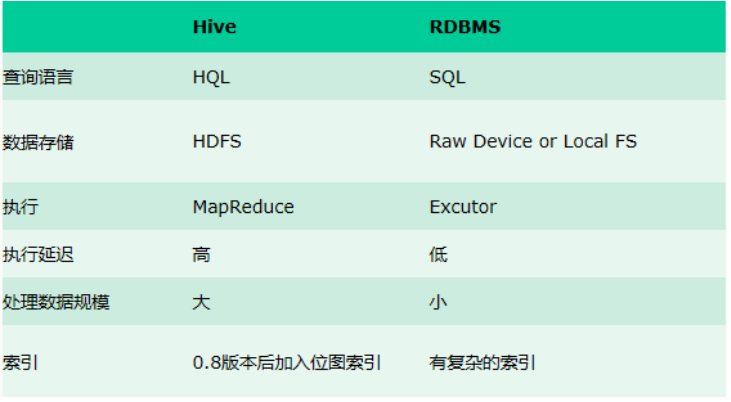 Hive RDBMS
查询语言 HQL SQL
数据存储 HDFS Raw Device or Local FS
执行 MapReduce Excutor
执行延迟 高 低
处理数据规模 大 小
索引 0.8版本后加入位图索引 有复杂的索引